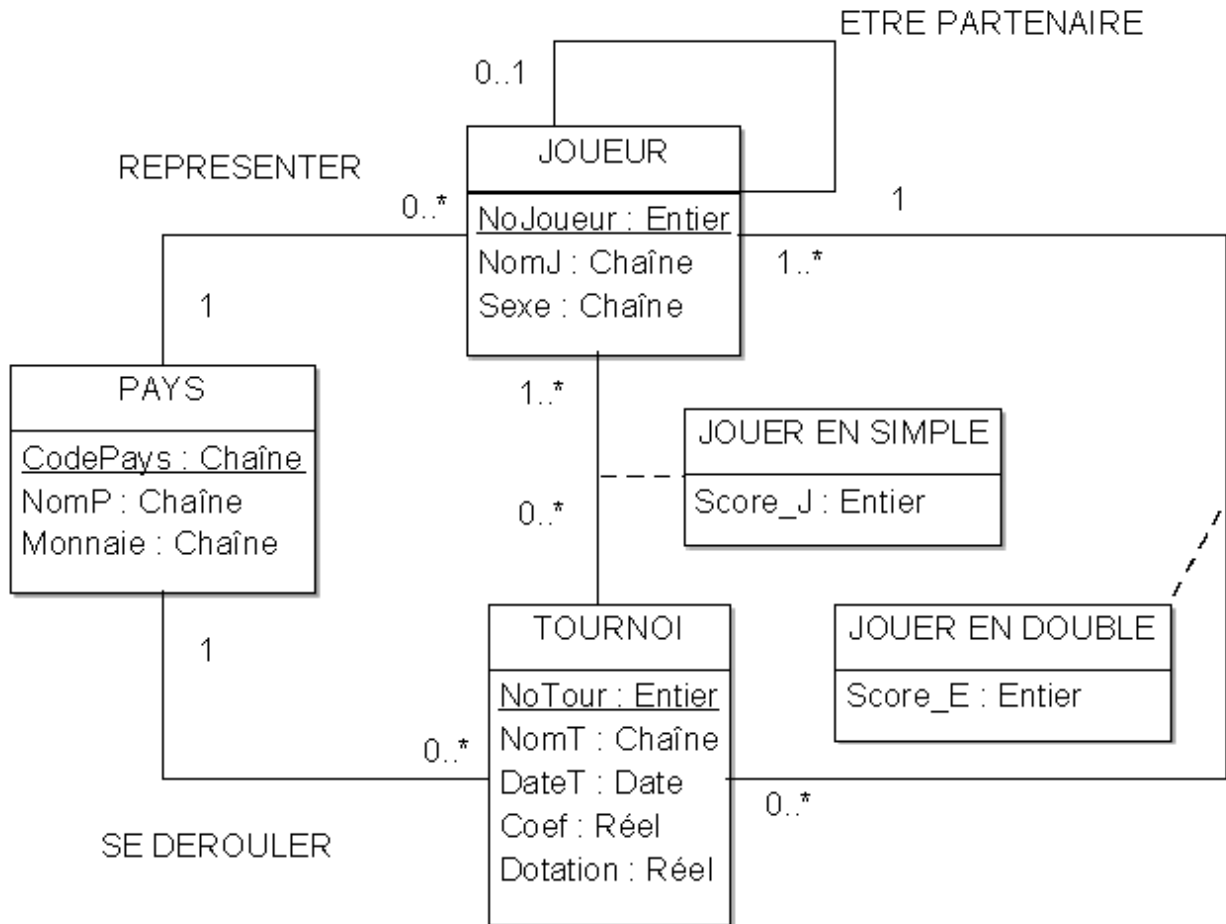 ETRE PARTENAIRE
0..1
JOUEUR
REPRESENTER
0..*
1
NoJoueur : Entier
NomJ : Chaîne
1..*
Sexe : Chaîne
1
PAYS
1..*
CodePays : Chaîne
NomP : Chaîne
Monnaie : Chaîne
JOUER EN SIMPLE
Score_J : Entier
0..*
1
TOURNOI
JOUER EN DOUBLE
NoTour : Entier
Score_E : Entier
NomT : Chaîne
0..*
DateT : Date
0..*
Coef : Réel
SE DEROULER
Dotation : Réel